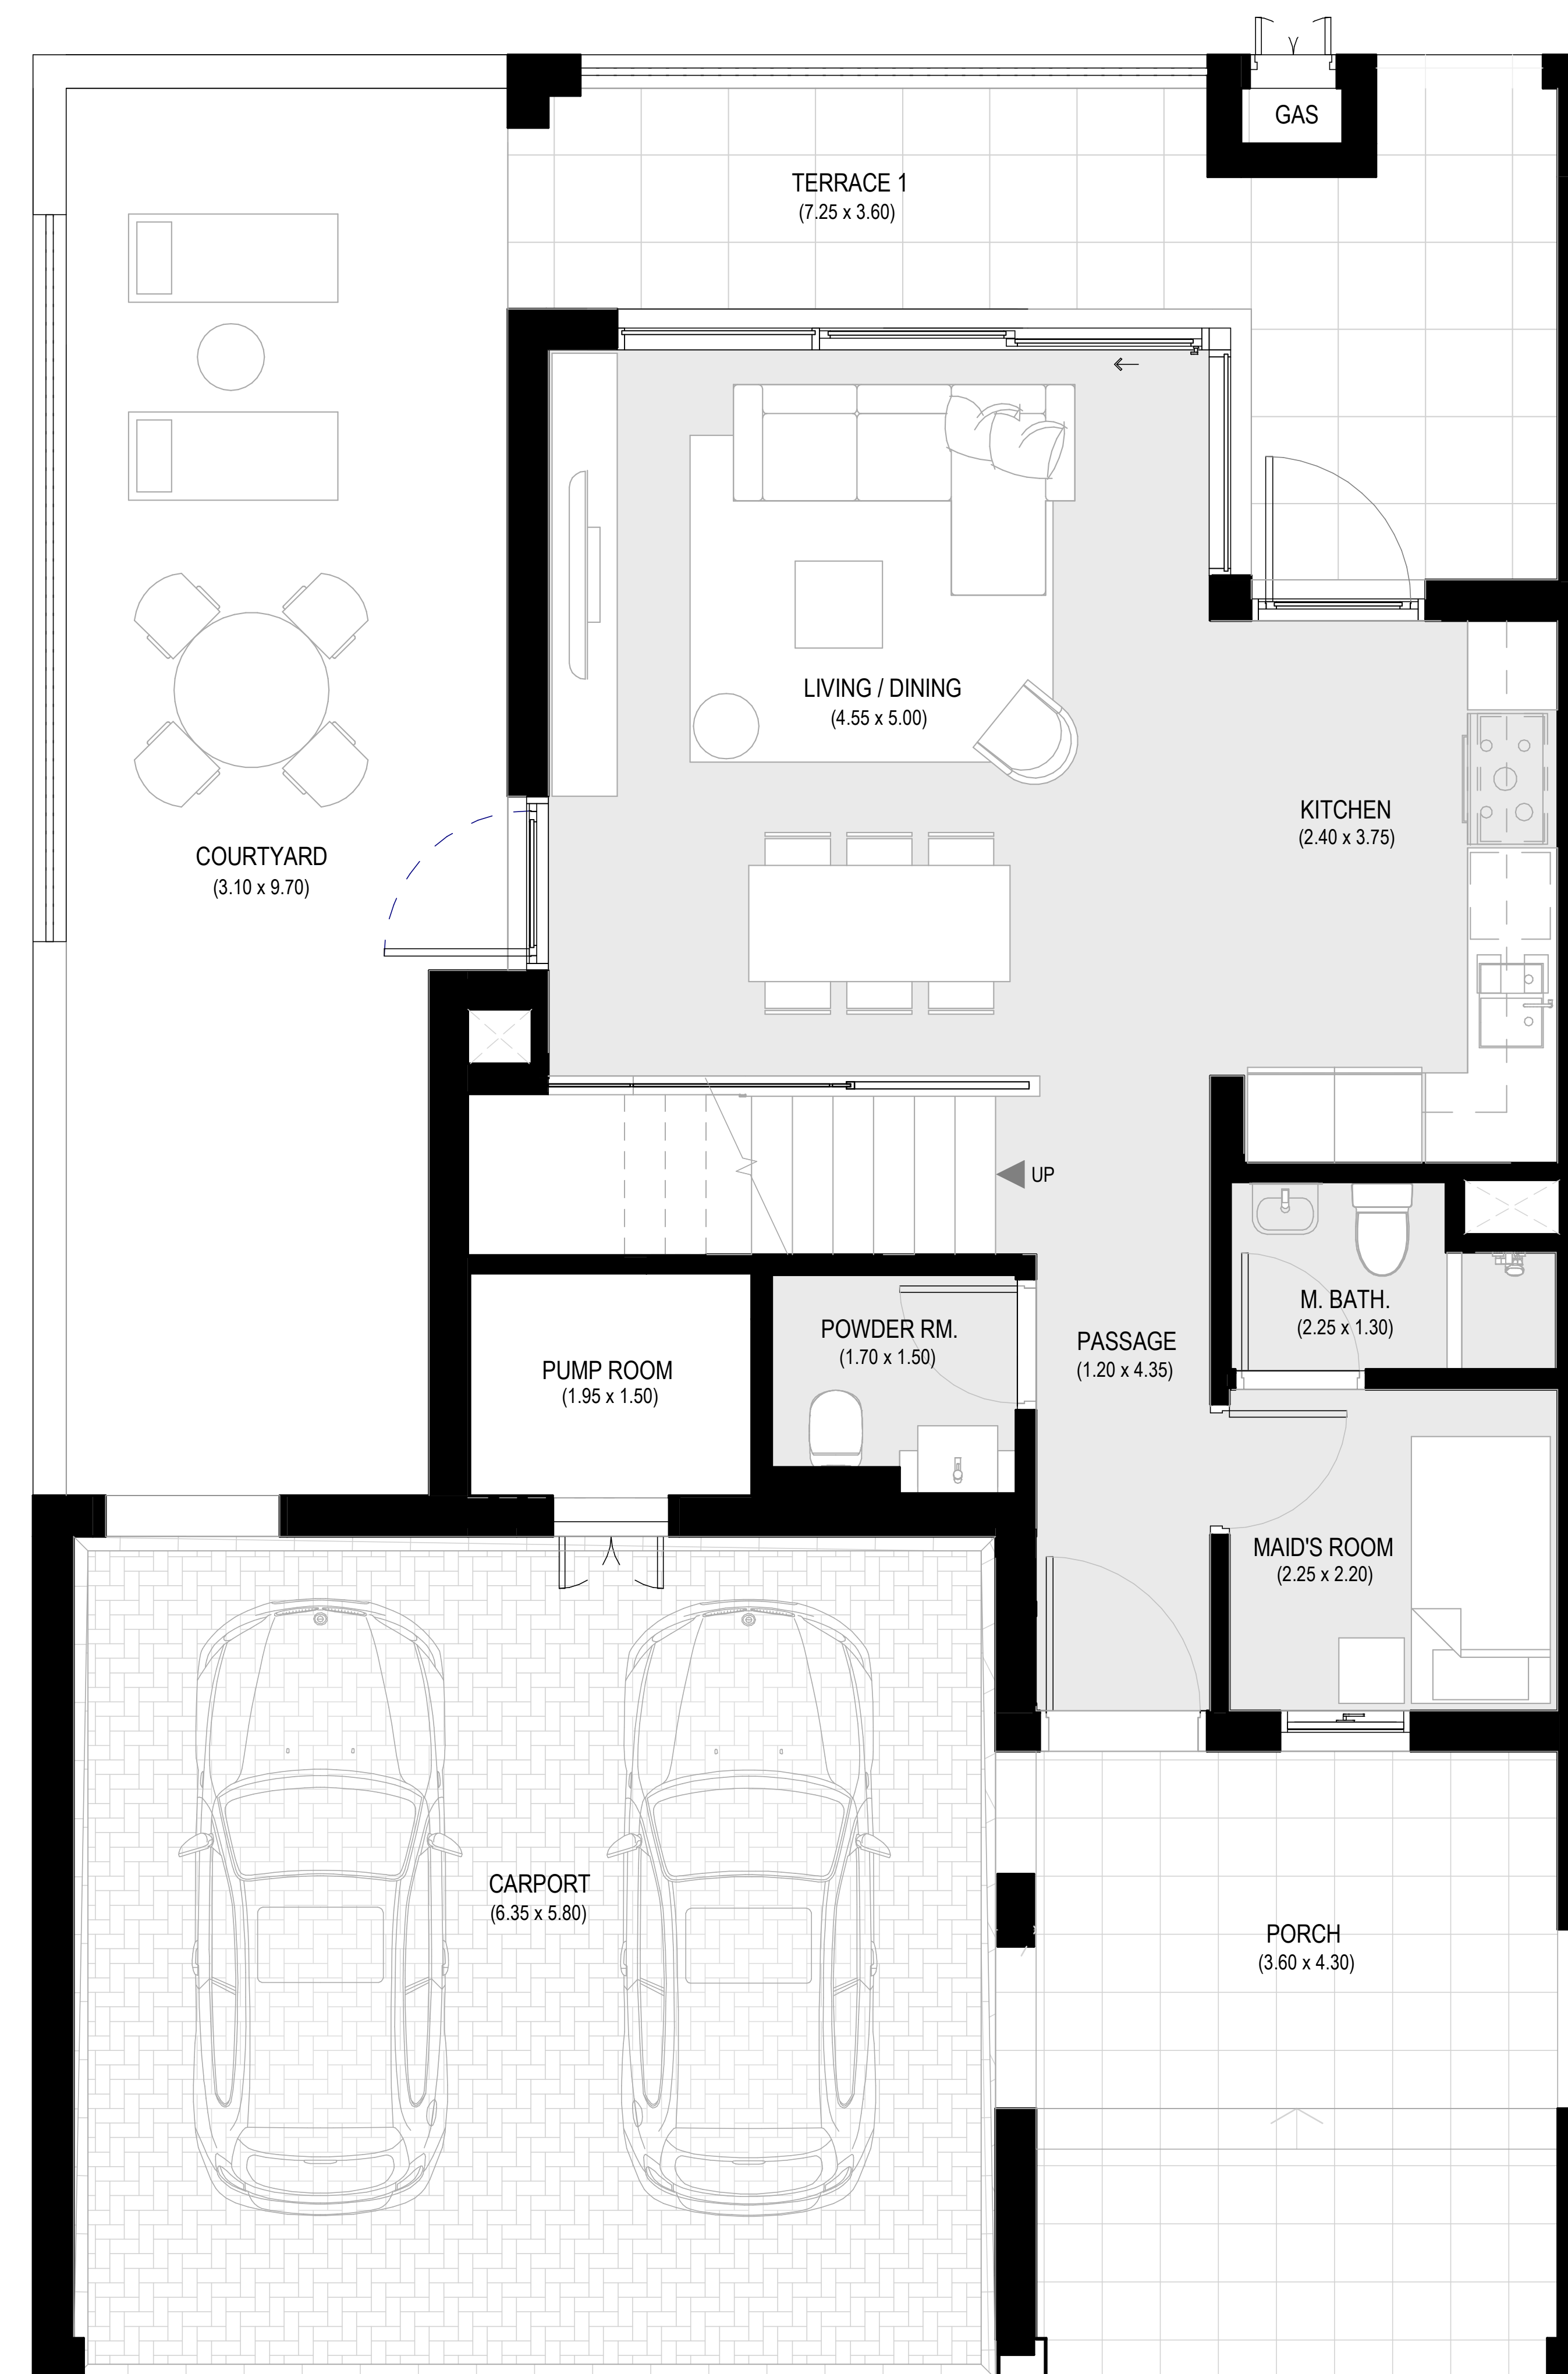 GAS
TERRACE 1
(7.25 x 3.60)
LIVING / DINING
(4.55 x 5.00)
KITCHEN
(2.40 x 3.75)
COURTYARD
(3.10 x 9.70)
UP
M. BATH.
(2.25 x 1.30)
POWDER RM.
(1.70 x 1.50)
PASSAGE
(1.20 x 4.35)
PUMP ROOM
(1.95 x 1.50)
MAID'S ROOM
(2.25 x 2.20)
CARPORT
(6.35 x 5.80)
PORCH
(3.60 x 4.30)